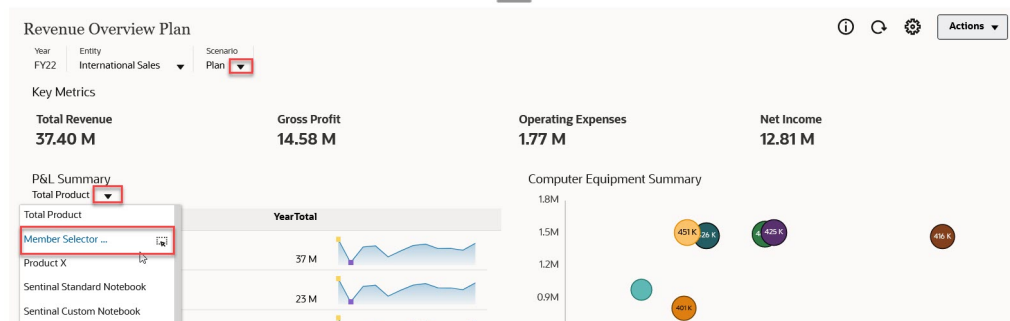 Revenue Overview Plan
Actions
Year Entity Scenario
FY22 International Sales Plan
Key Metrics
Total Revenue Gross Profit Operating Expenses Net Income
37.40 M 14.58 M 1.77 M 12.81 M
P&L Summary
Total Product
Total Product
Member Selector ...
Product X
Sentinal Standard Notebook
Sentinal Custom Notebook
YearTotal
37 M
23 M
Computer Equipment Summary
1.8M
1.5M
1.2M
0.9M
451 K
26 K
425 K
416 K
401 K